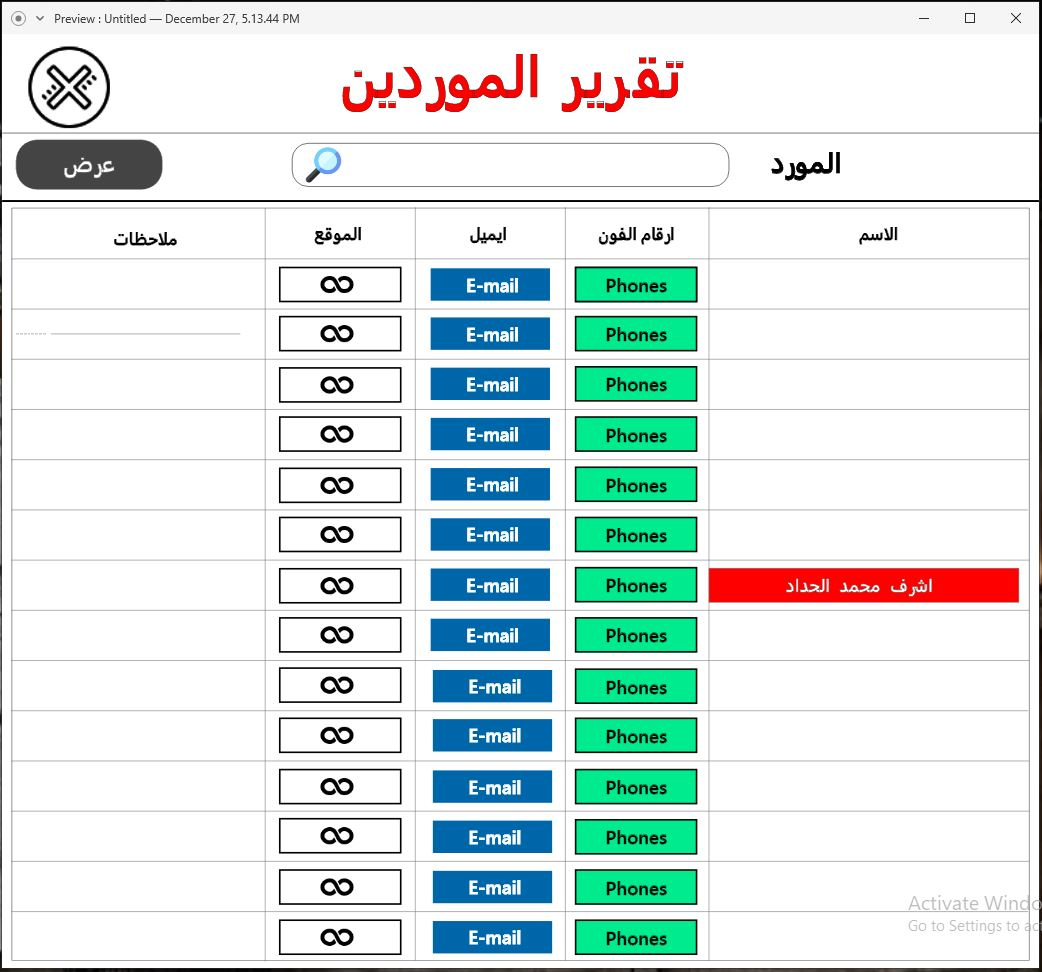 Preview : Untitled — December 27, 5.13.44 PM
تقرير الموردين
المورد
عرض
الاسم ارقام الفون ايميل الموقع ملاحظات
Phones E-mail
Phones E-mail
Phones E-mail
Phones E-mail
Phones E-mail
Phones E-mail
اشرف محمد الحداد Phones E-mail
Phones E-mail
Phones E-mail
Phones E-mail
Phones E-mail
Phones E-mail
Phones E-mail
Phones E-mail
Activate Windo
Go to Settings to act